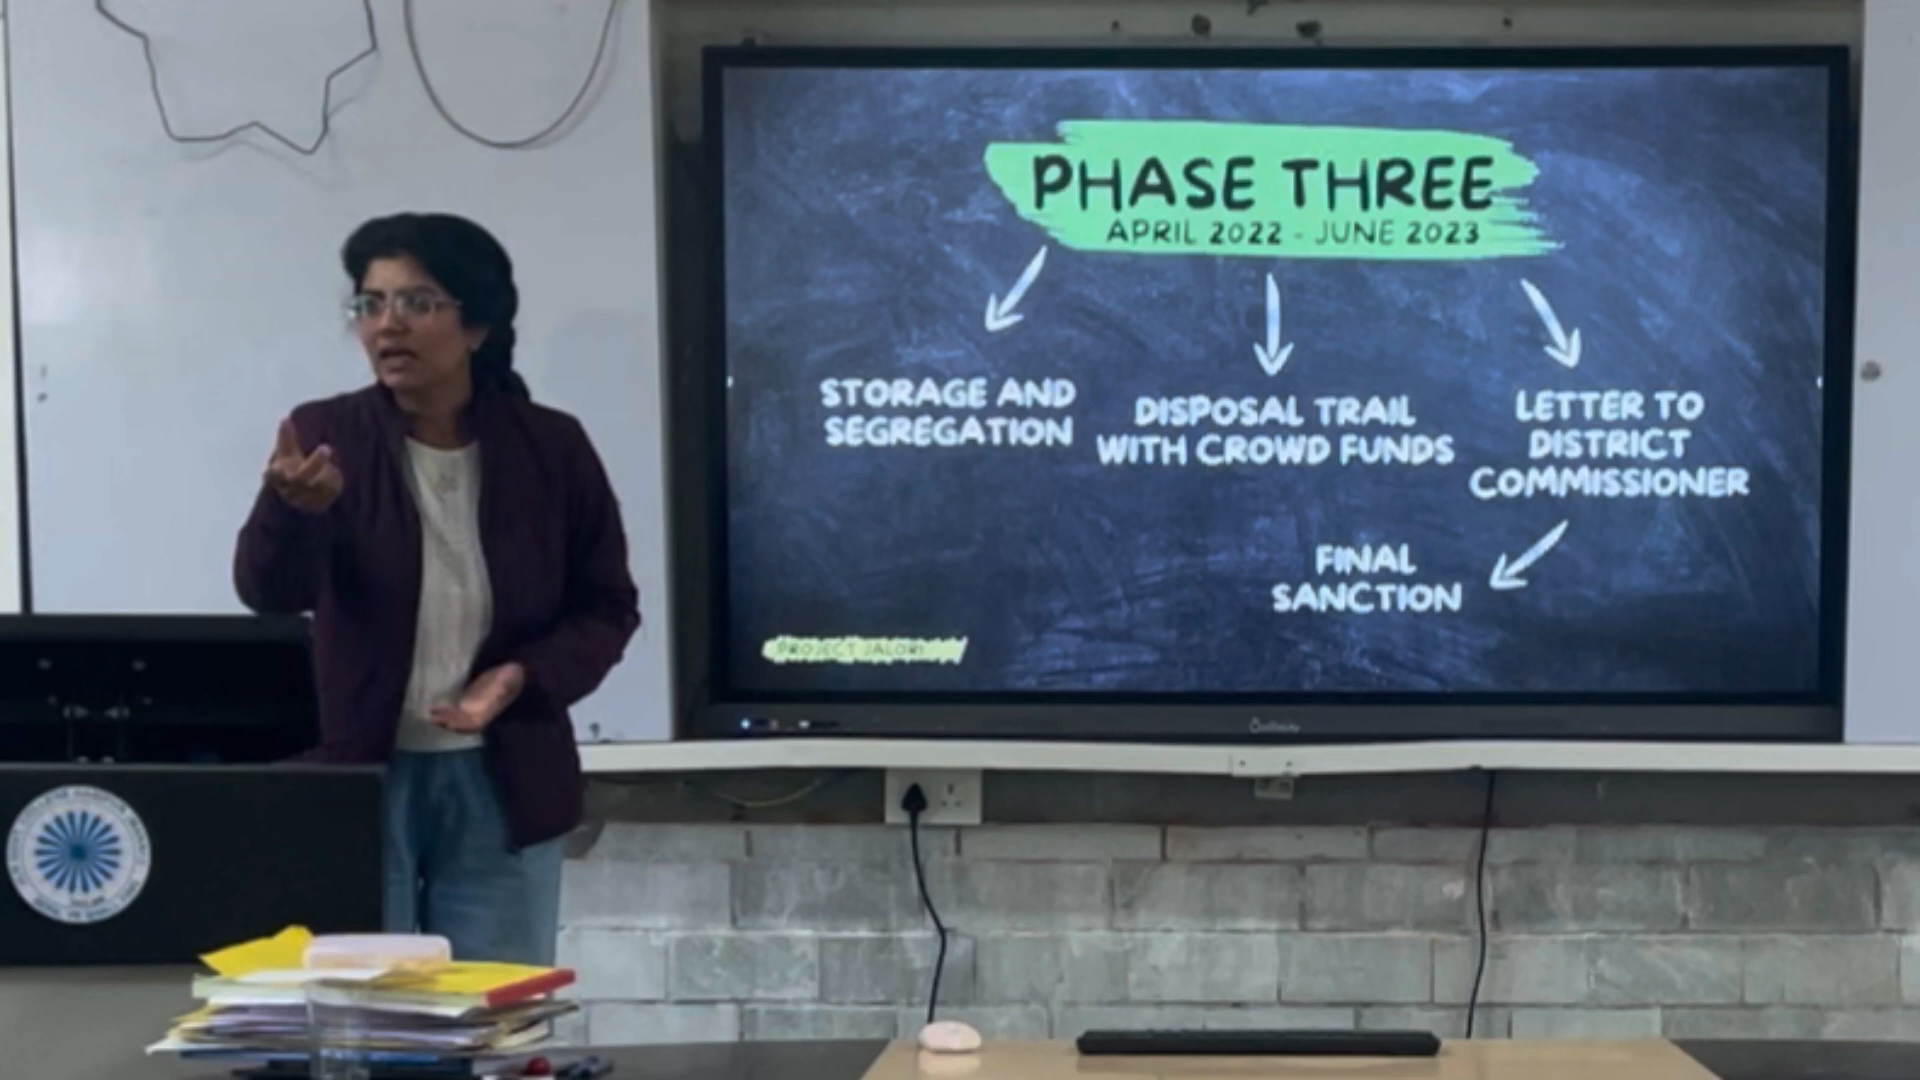 PHASE THREE
APRIL 2022 - JUNE 2023
STORAGE AND
SEGREGATION
DISPOSAL TRAIL
WITH CROWD FUNDS
LETTER TO
DISTRICT
COMMISSIONER
FINAL
SANCTION
PROJECT JALORI